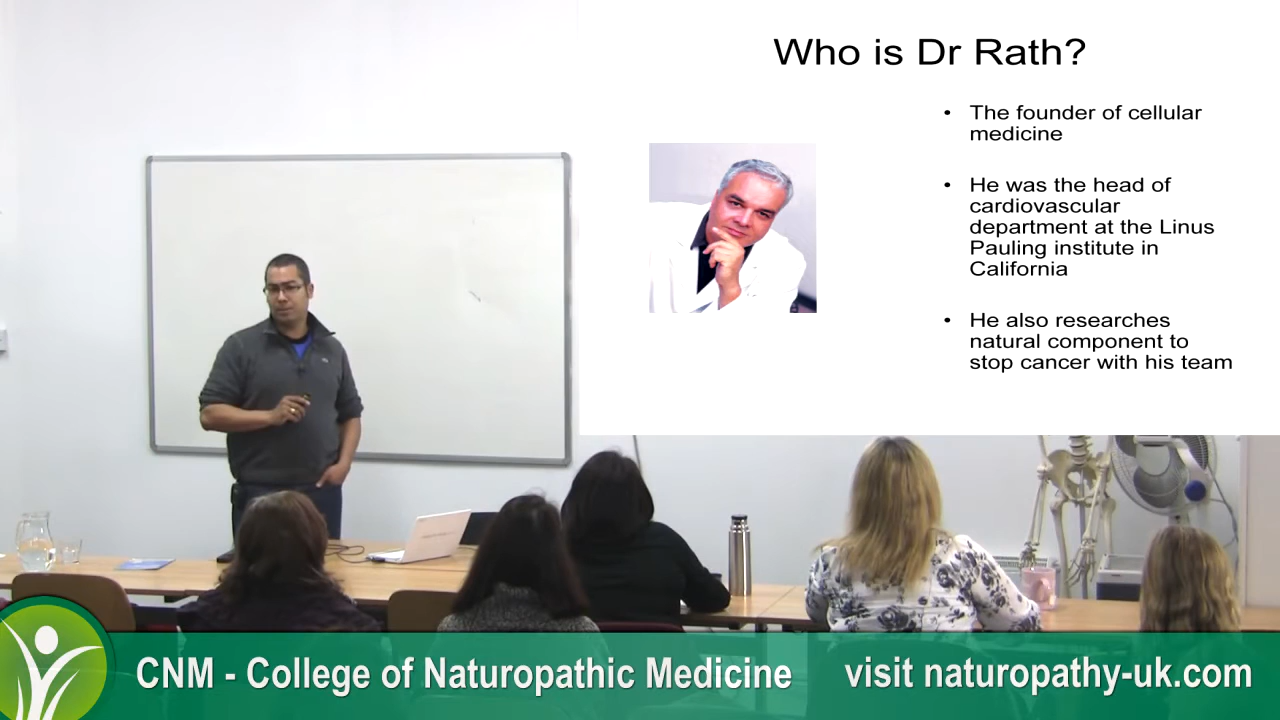 Who is Dr Rath?
• The founder of cellular
medicine
• He was the head of
cardiovascular
department at the Linus
Pauling institute in
California
• He also researches
natural component to
stop cancer with his team
CNM - College of Naturopathic Medicine
visit naturopathy-uk.com